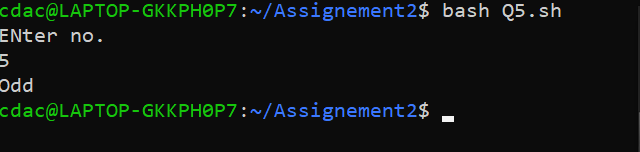 cdac@LAPTOP-GKKPH0P7:~/Assignement2$ bash Q5.sh
ENter no.
5
Odd
cdac@LAPTOP-GKKPH0P7:~/Assignement2$